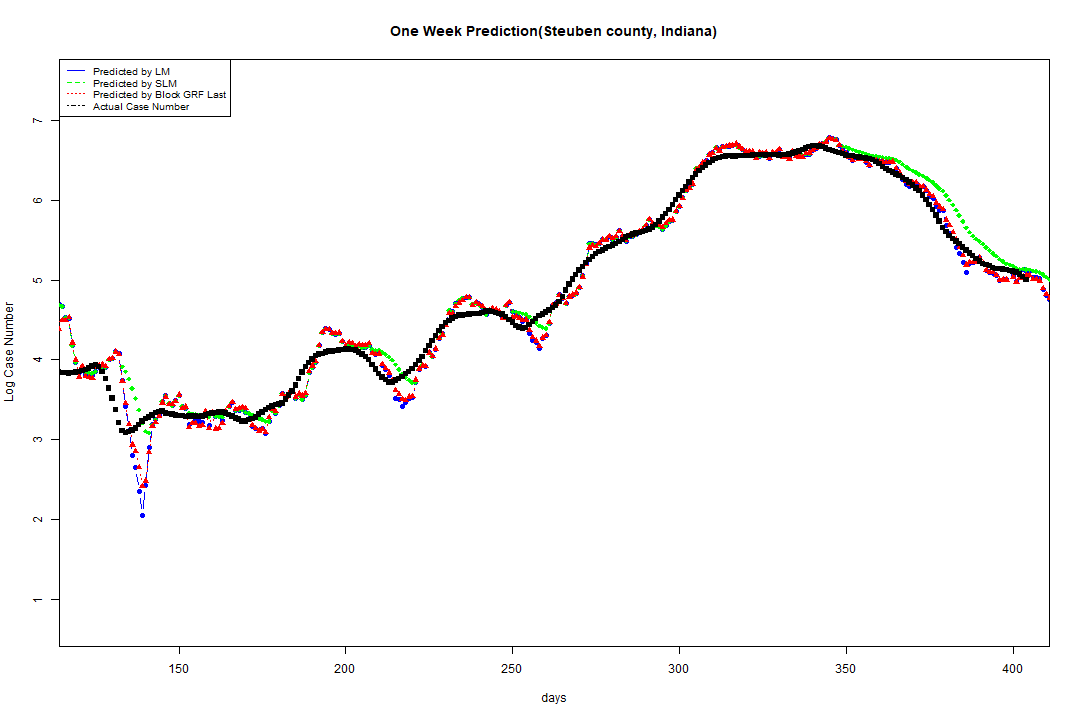 One Week Prediction(Steuben county, Indiana)
Predicted by LM
Predicted by SLM
Predicted by Block GRF Last
Actual Case Number
7
6
5
4
3
2
1
Log Case Number
150 200 250 300 350 400
days